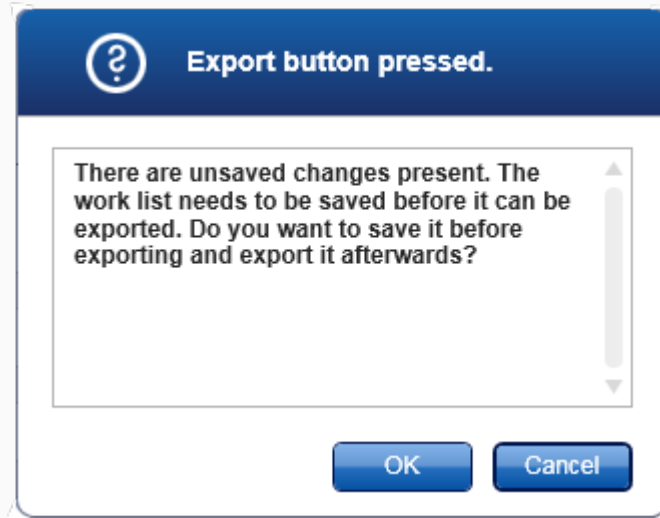 Export button pressed.
There are unsaved changes present. The
work list needs to be saved before it can be
exported. Do you want to save it before
exporting and export it afterwards?
OK
Cancel